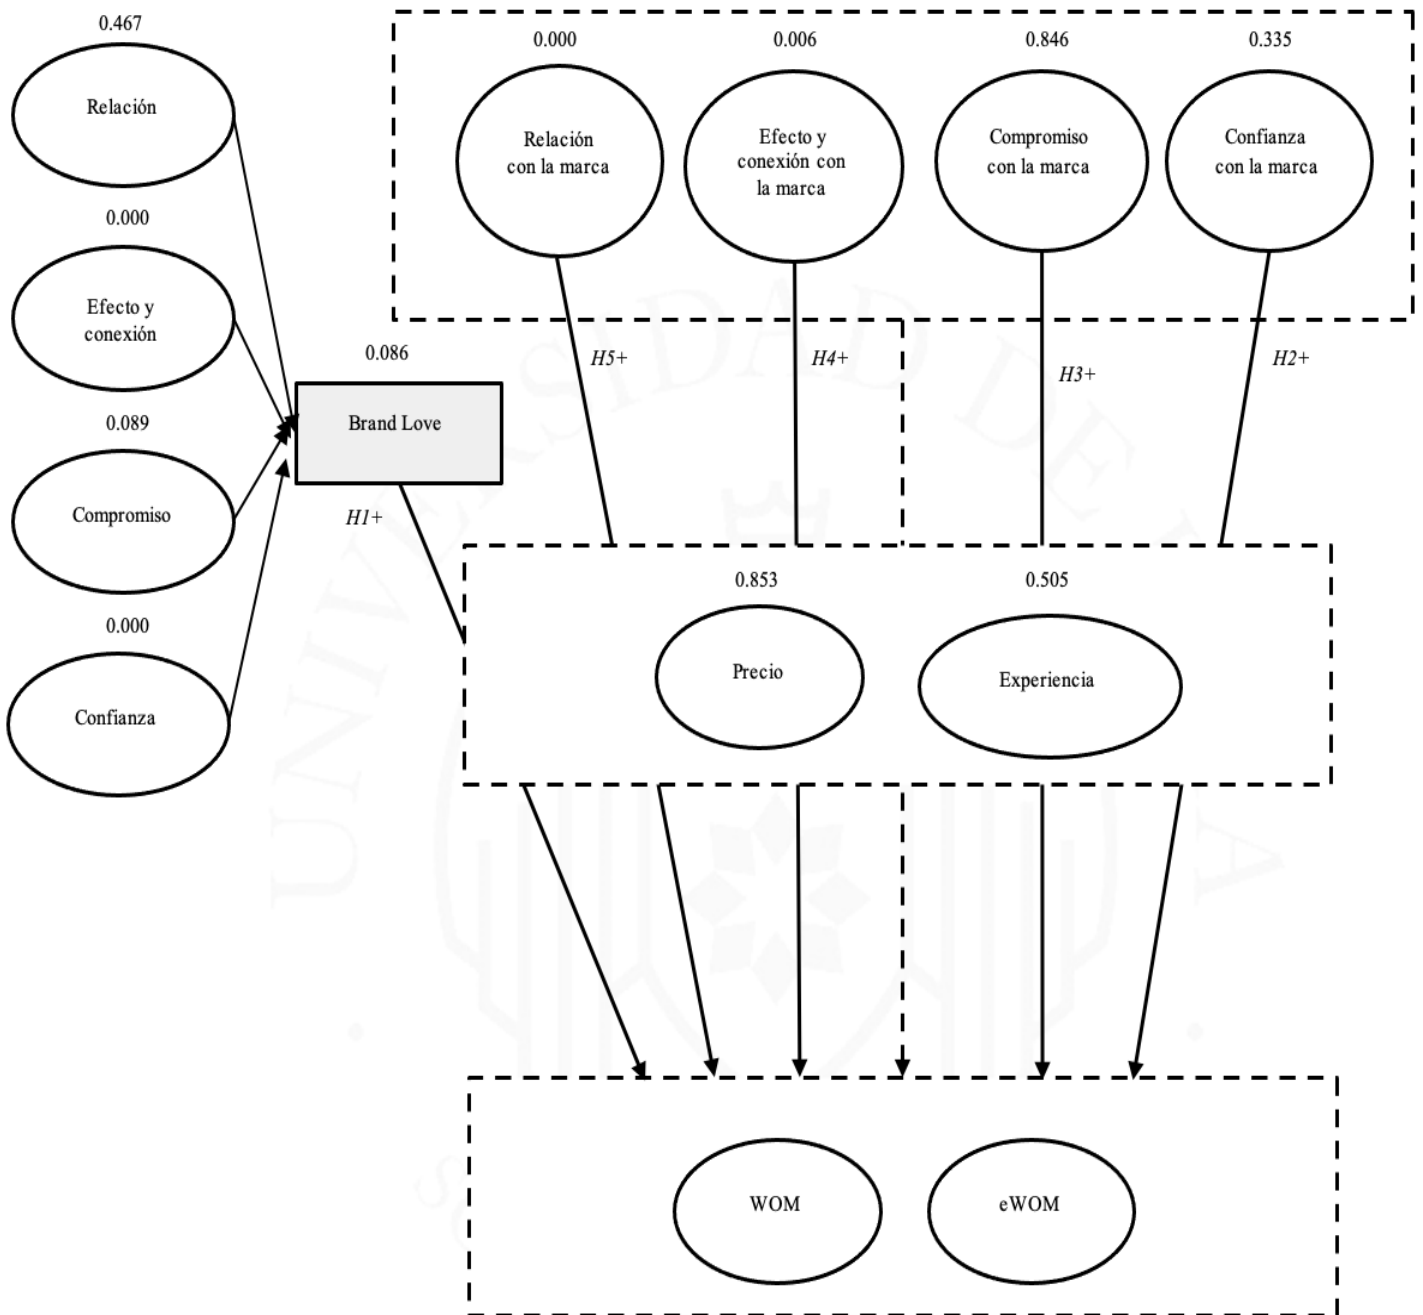 0.467
Relación
0.000
Efecto y
conexión
0.089
Compromiso
0.000
Confianza
0.086
Brand Love
H1+
0.000
Relación
con la marca
0.006
Efecto y
conexión con
la marca
0.846
Compromiso
con la marca
0.335
Confianza
con la marca
H5+
H4+
H3+
H2+
0.853
Precio
0.505
Experiencia
WOM
eWOM
UNIVERSIDAD DE